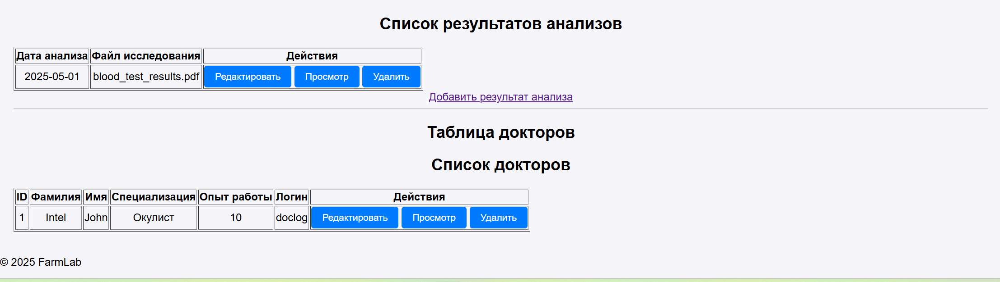 Список результатов анализов
Дата анализа Файл исследования Действия
2025-05-01 blood_test_results.pdf Редактировать Просмотр Удалить
Добавить результат анализа
Таблица докторов
Список докторов
ID Фамилия Имя Специализация Опыт работы Логин Действия
1 Intel John Окулист 10 doclog Редактировать Просмотр Удалить
© 2025 FarmLab